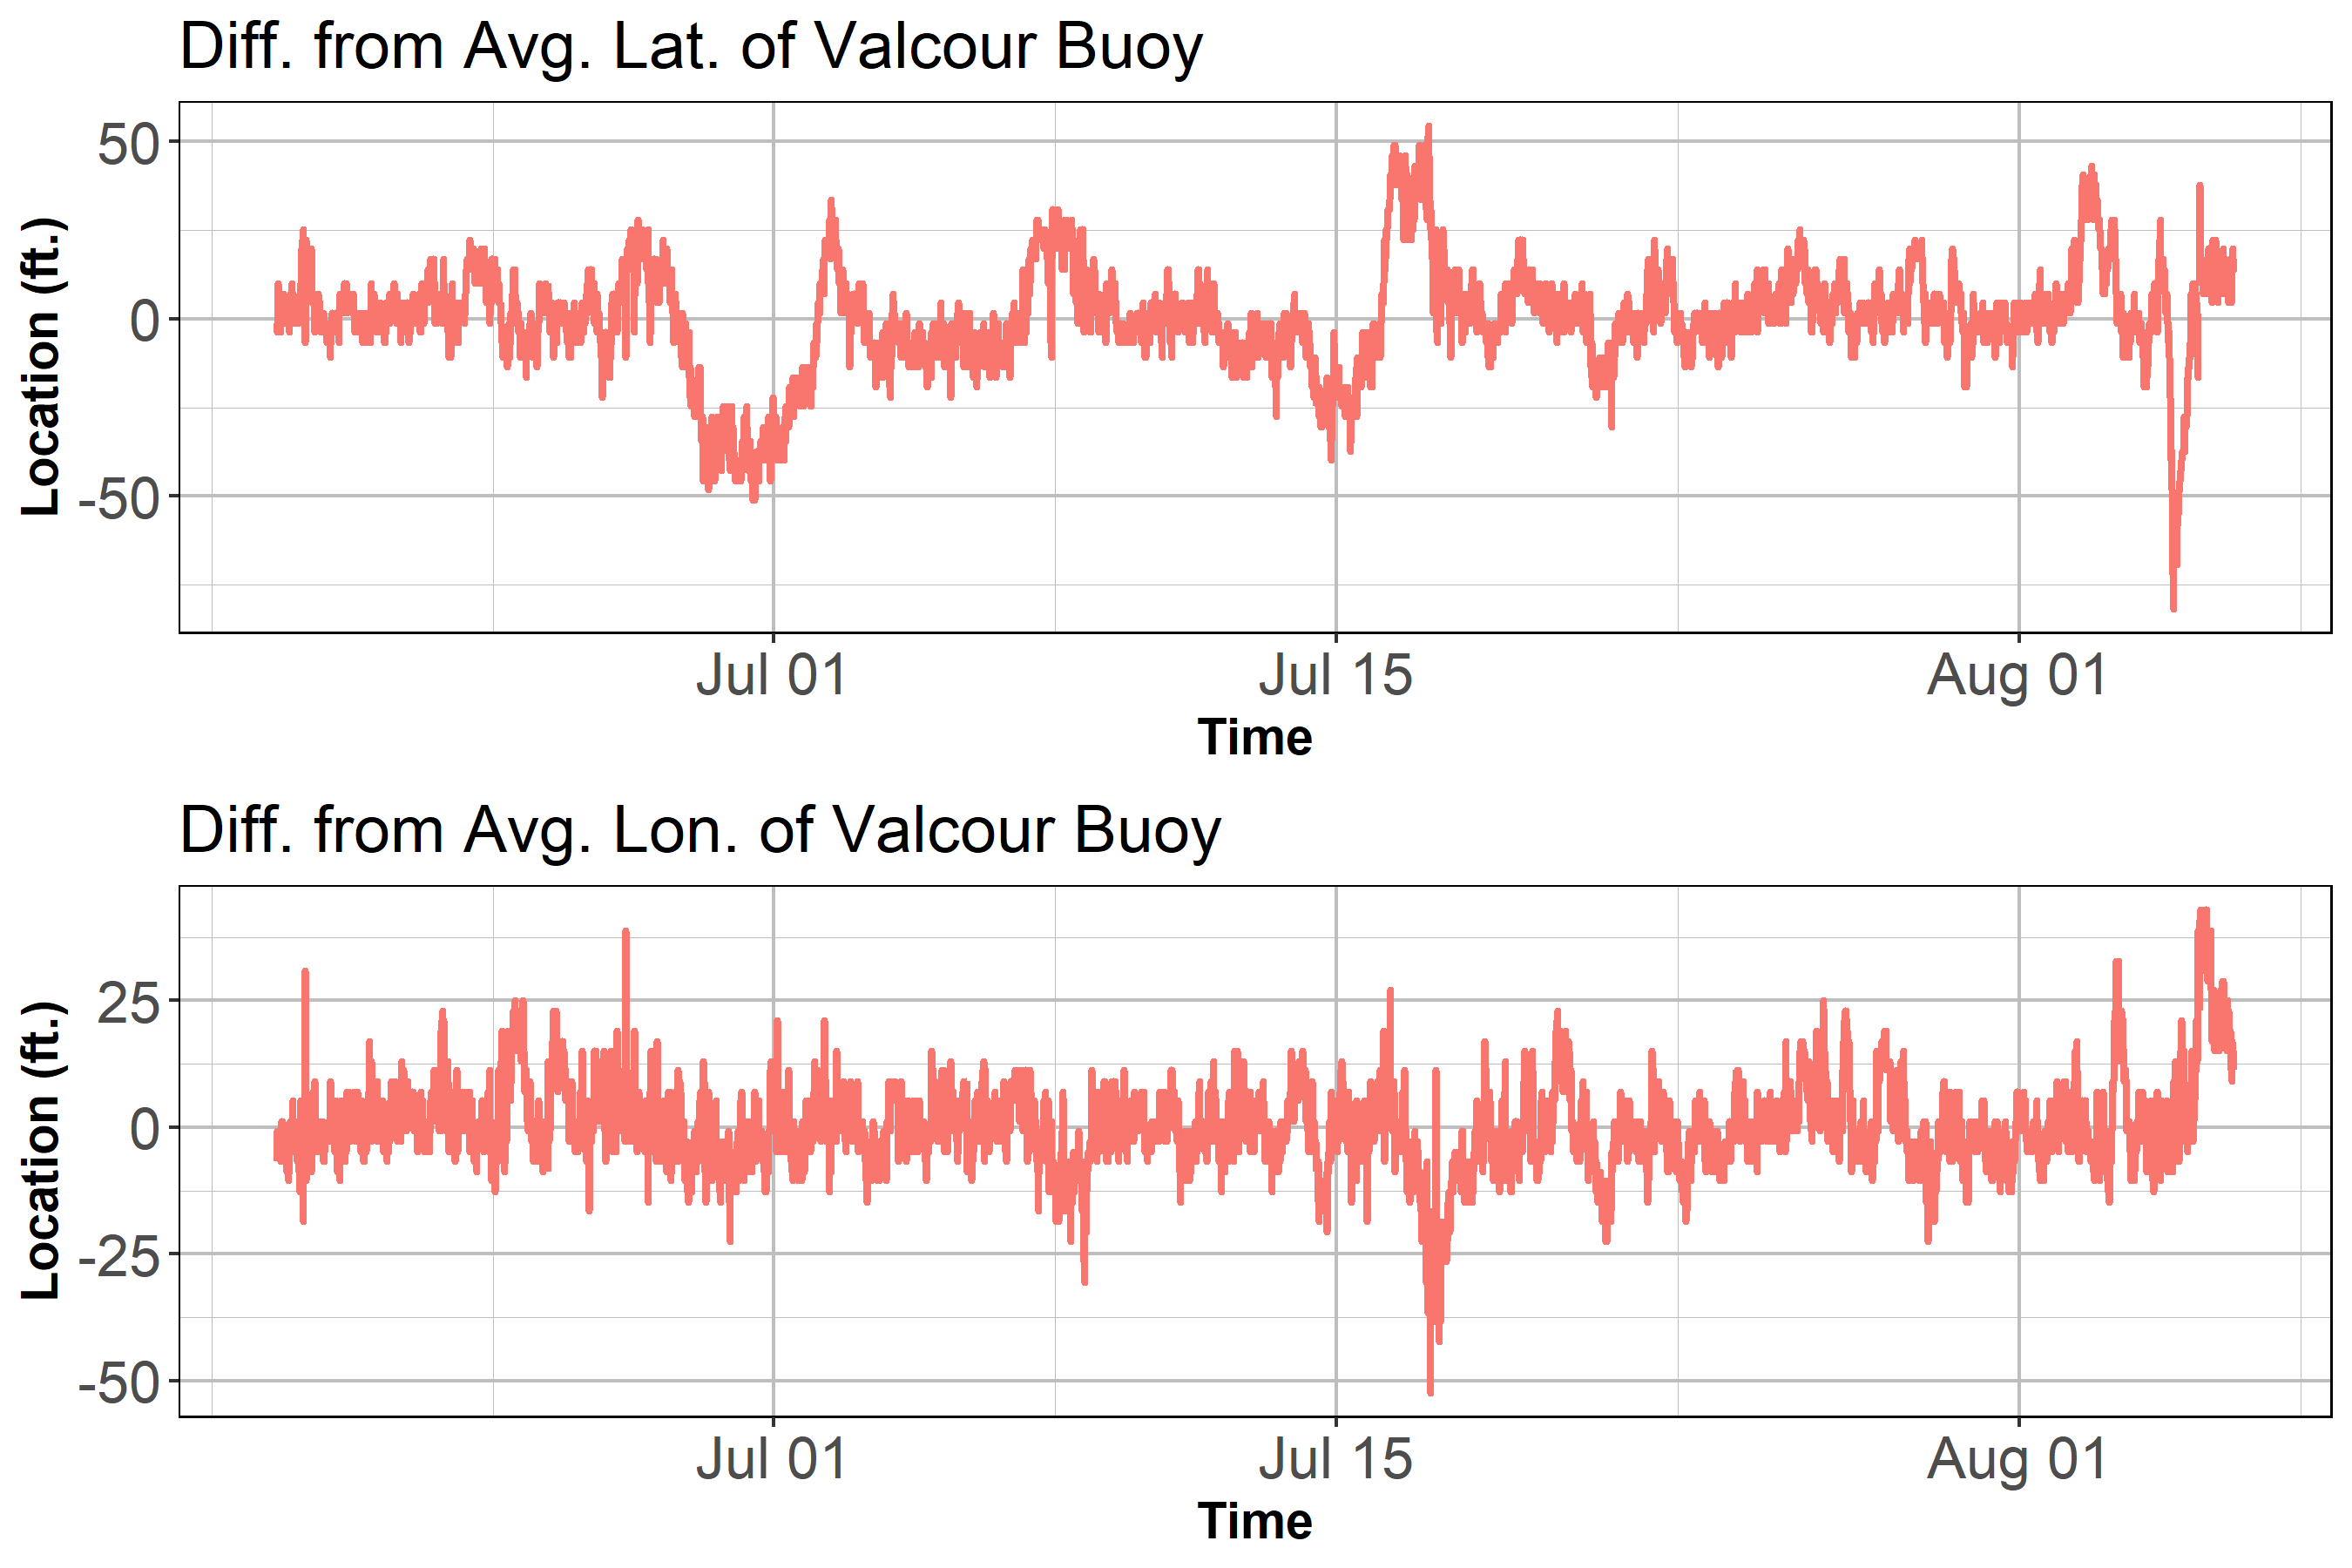 Diff. from Avg. Lat. of Valcour Buoy
Location (ft.)
50
0
-50
Jul 01
Jul 15
Aug 01
Time
Diff. from Avg. Lon. of Valcour Buoy
Location (ft.)
25
0
-25
-50
Jul 01
Jul 15
Aug 01
Time